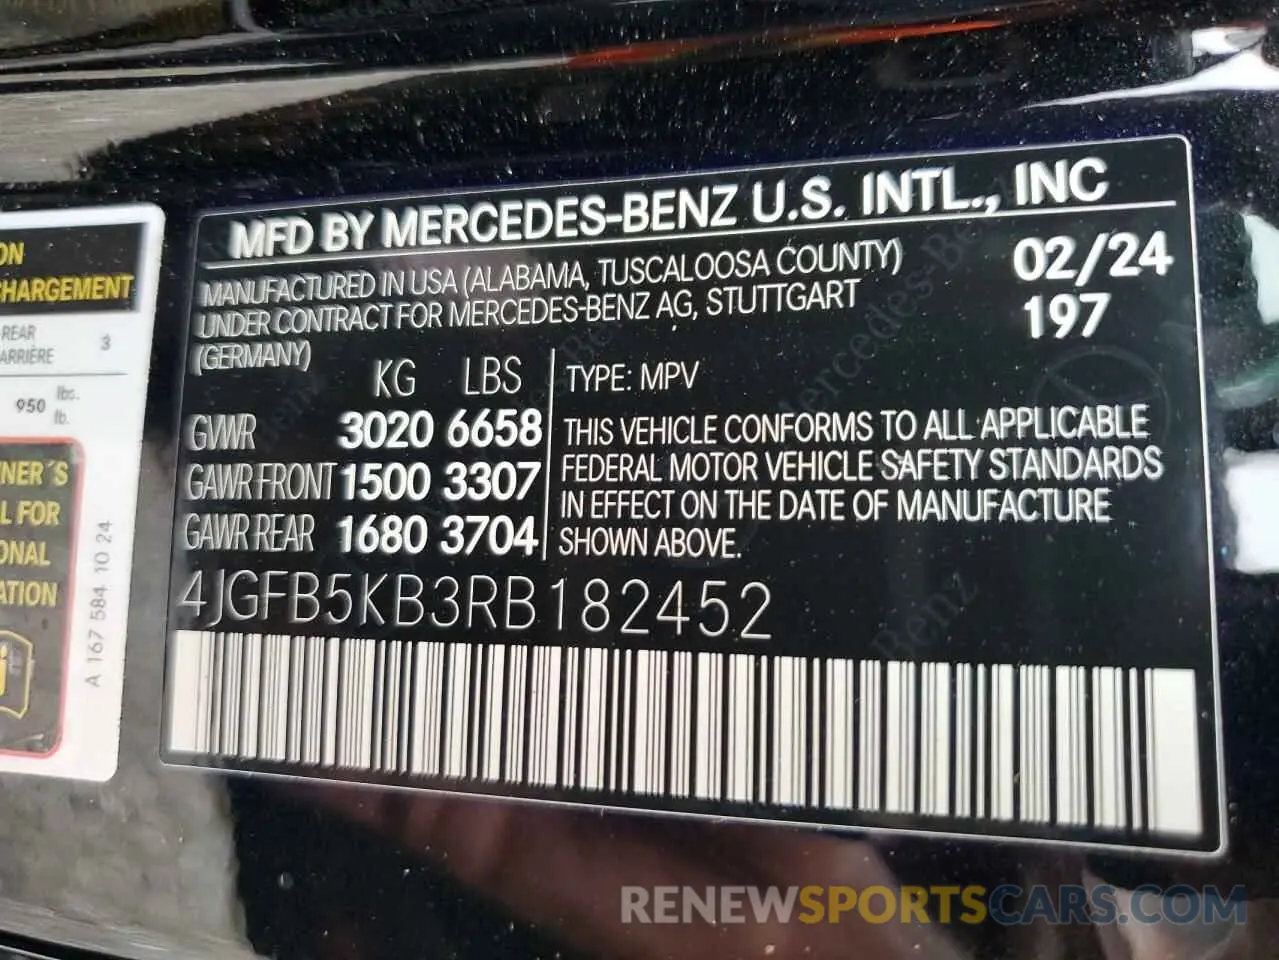 MFD BY MERCEDES-BENZ U.S. INTL., INC
MANUFACTURED IN USA (ALABAMA, TUSCALOOSA COUNTY)
UNDER CONTRACT FOR MERCEDES-BENZ AG, STUTTGART
(GERMANY)
02/24
197
KG LBS
GVWR 3020 6658
GAWR FRONT 1500 3307
GAWR REAR 1680 3704
TYPE: MPV
THIS VEHICLE CONFORMS TO ALL APPLICABLE
FEDERAL MOTOR VEHICLE SAFETY STANDARDS
IN EFFECT ON THE DATE OF MANUFACTURE
SHOWN ABOVE.
4JGFB5KB3RB182452
ON
CHARGEMENT
REAR
ARRIÈRE 3
950 lbs.
lb.
NER´S
L FOR
ONAL
ATION
A 167 584 10 24
RENEWSPORTSCARS.COM